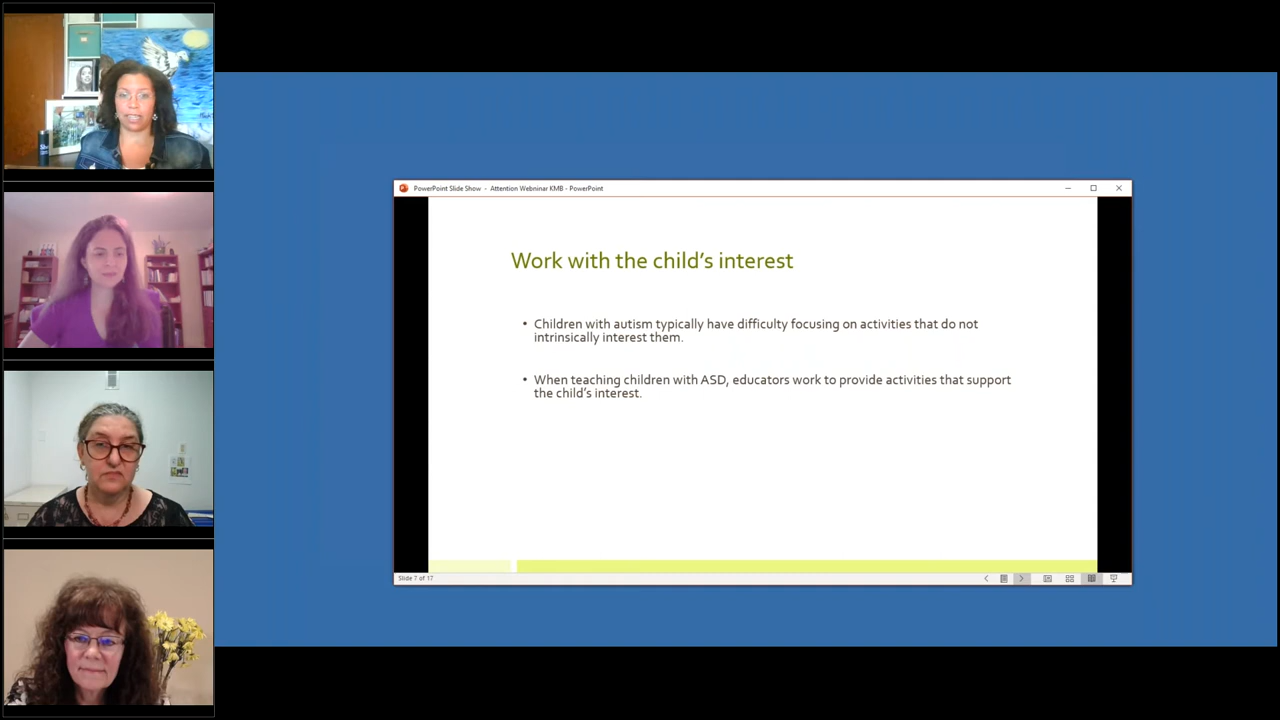 PowerPoint Slide Show - Attention Webninar KMB - PowerPoint
Work with the child's interest
• Children with autism typically have difficulty focusing on activities that do not
intrinsically interest them.
• When teaching children with ASD, educators work to provide activities that support
the child's interest.
Slide 7 of 17